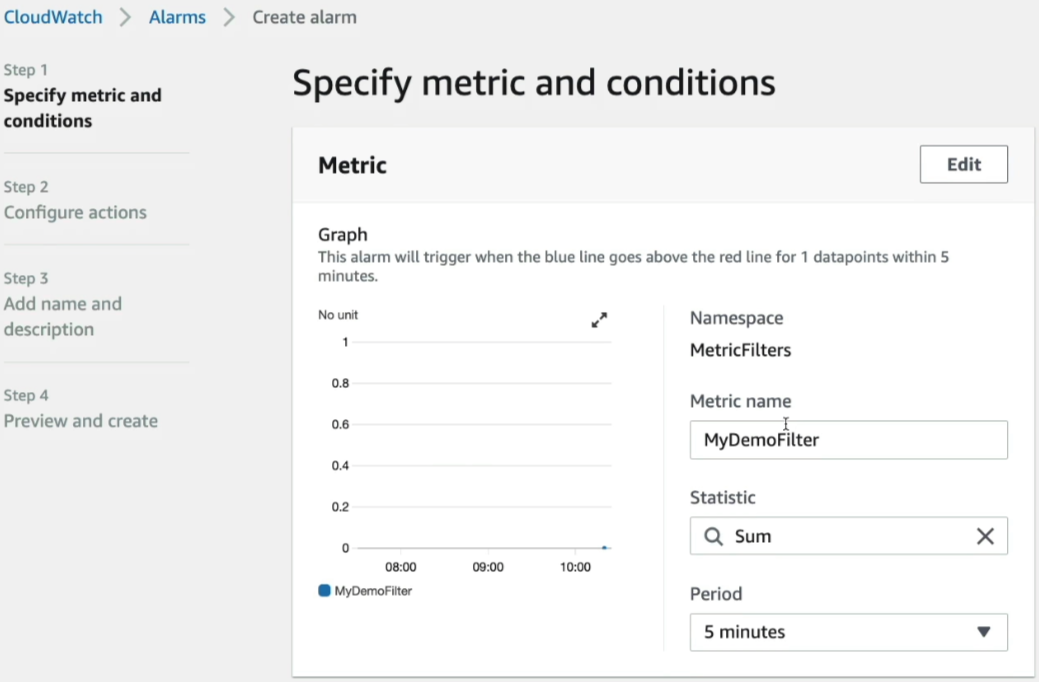 CloudWatch > Alarms > Create alarm
Step 1
Specify metric and
conditions
Step 2
Configure actions
Step 3
Add name and
description
Step 4
Preview and create
Specify metric and conditions
Metric
Edit
Graph
This alarm will trigger when the blue line goes above the red line for 1 datapoints within 5
minutes.
No unit
1
0.8
0.6
0.4
0.2
0
08:00 09:00 10:00
MyDemoFilter
Namespace
MetricFilters
Metric name
MyDemoFilter
Statistic
Sum
Period
5 minutes